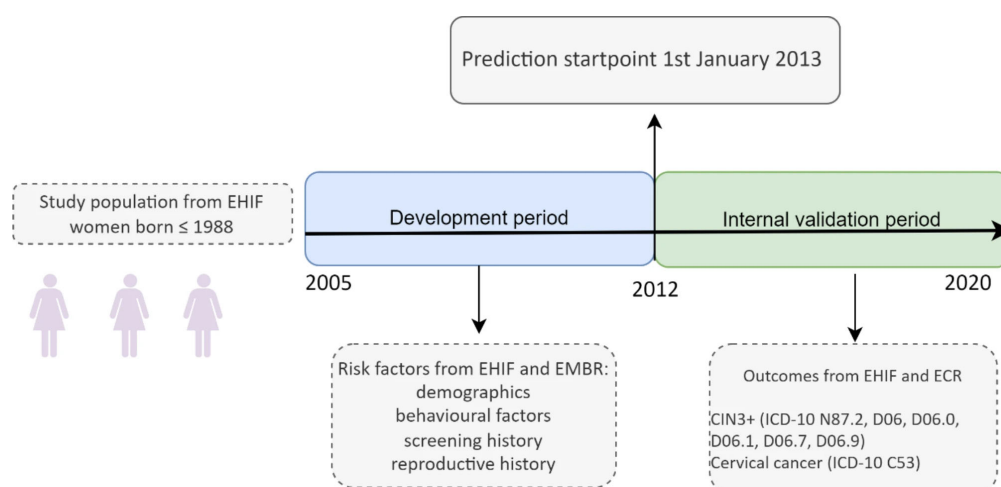 Prediction startpoint 1st January 2013
Study population from EHIF
women born ≤ 1988
Development period
Internal validation period
2005
2012
2020
Risk factors from EHIF and EMBR:
demographics
behavioural factors
screening history
reproductive history
Outcomes from EHIF and ECR
CIN3+ (ICD-10 N87.2, D06, D06.0,
D06.1, D06.7, D06.9)
Cervical cancer (ICD-10 C53)